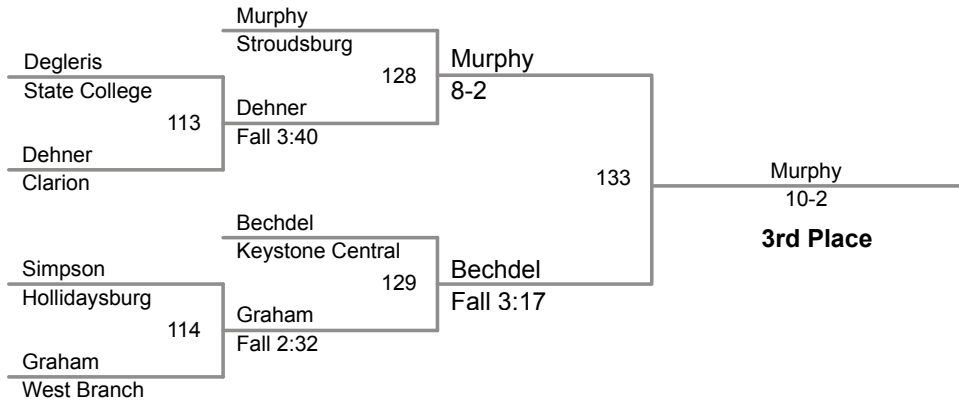 Murphy
Stroudsburg
Degleris
State College
128
Murphy
8-2
113
Dehner
Fall 3:40
Dehner
Clarion
133
Murphy
10-2
3rd Place
Bechdel
Keystone Central
Simpson
Hollidaysburg
129
Bechdel
Fall 3:17
114
Graham
Fall 2:32
Graham
West Branch